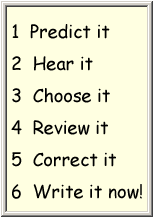 1 Predict it
2 Hear it
3 Choose it
4 Review it
5 Correct it
6 Write it now!